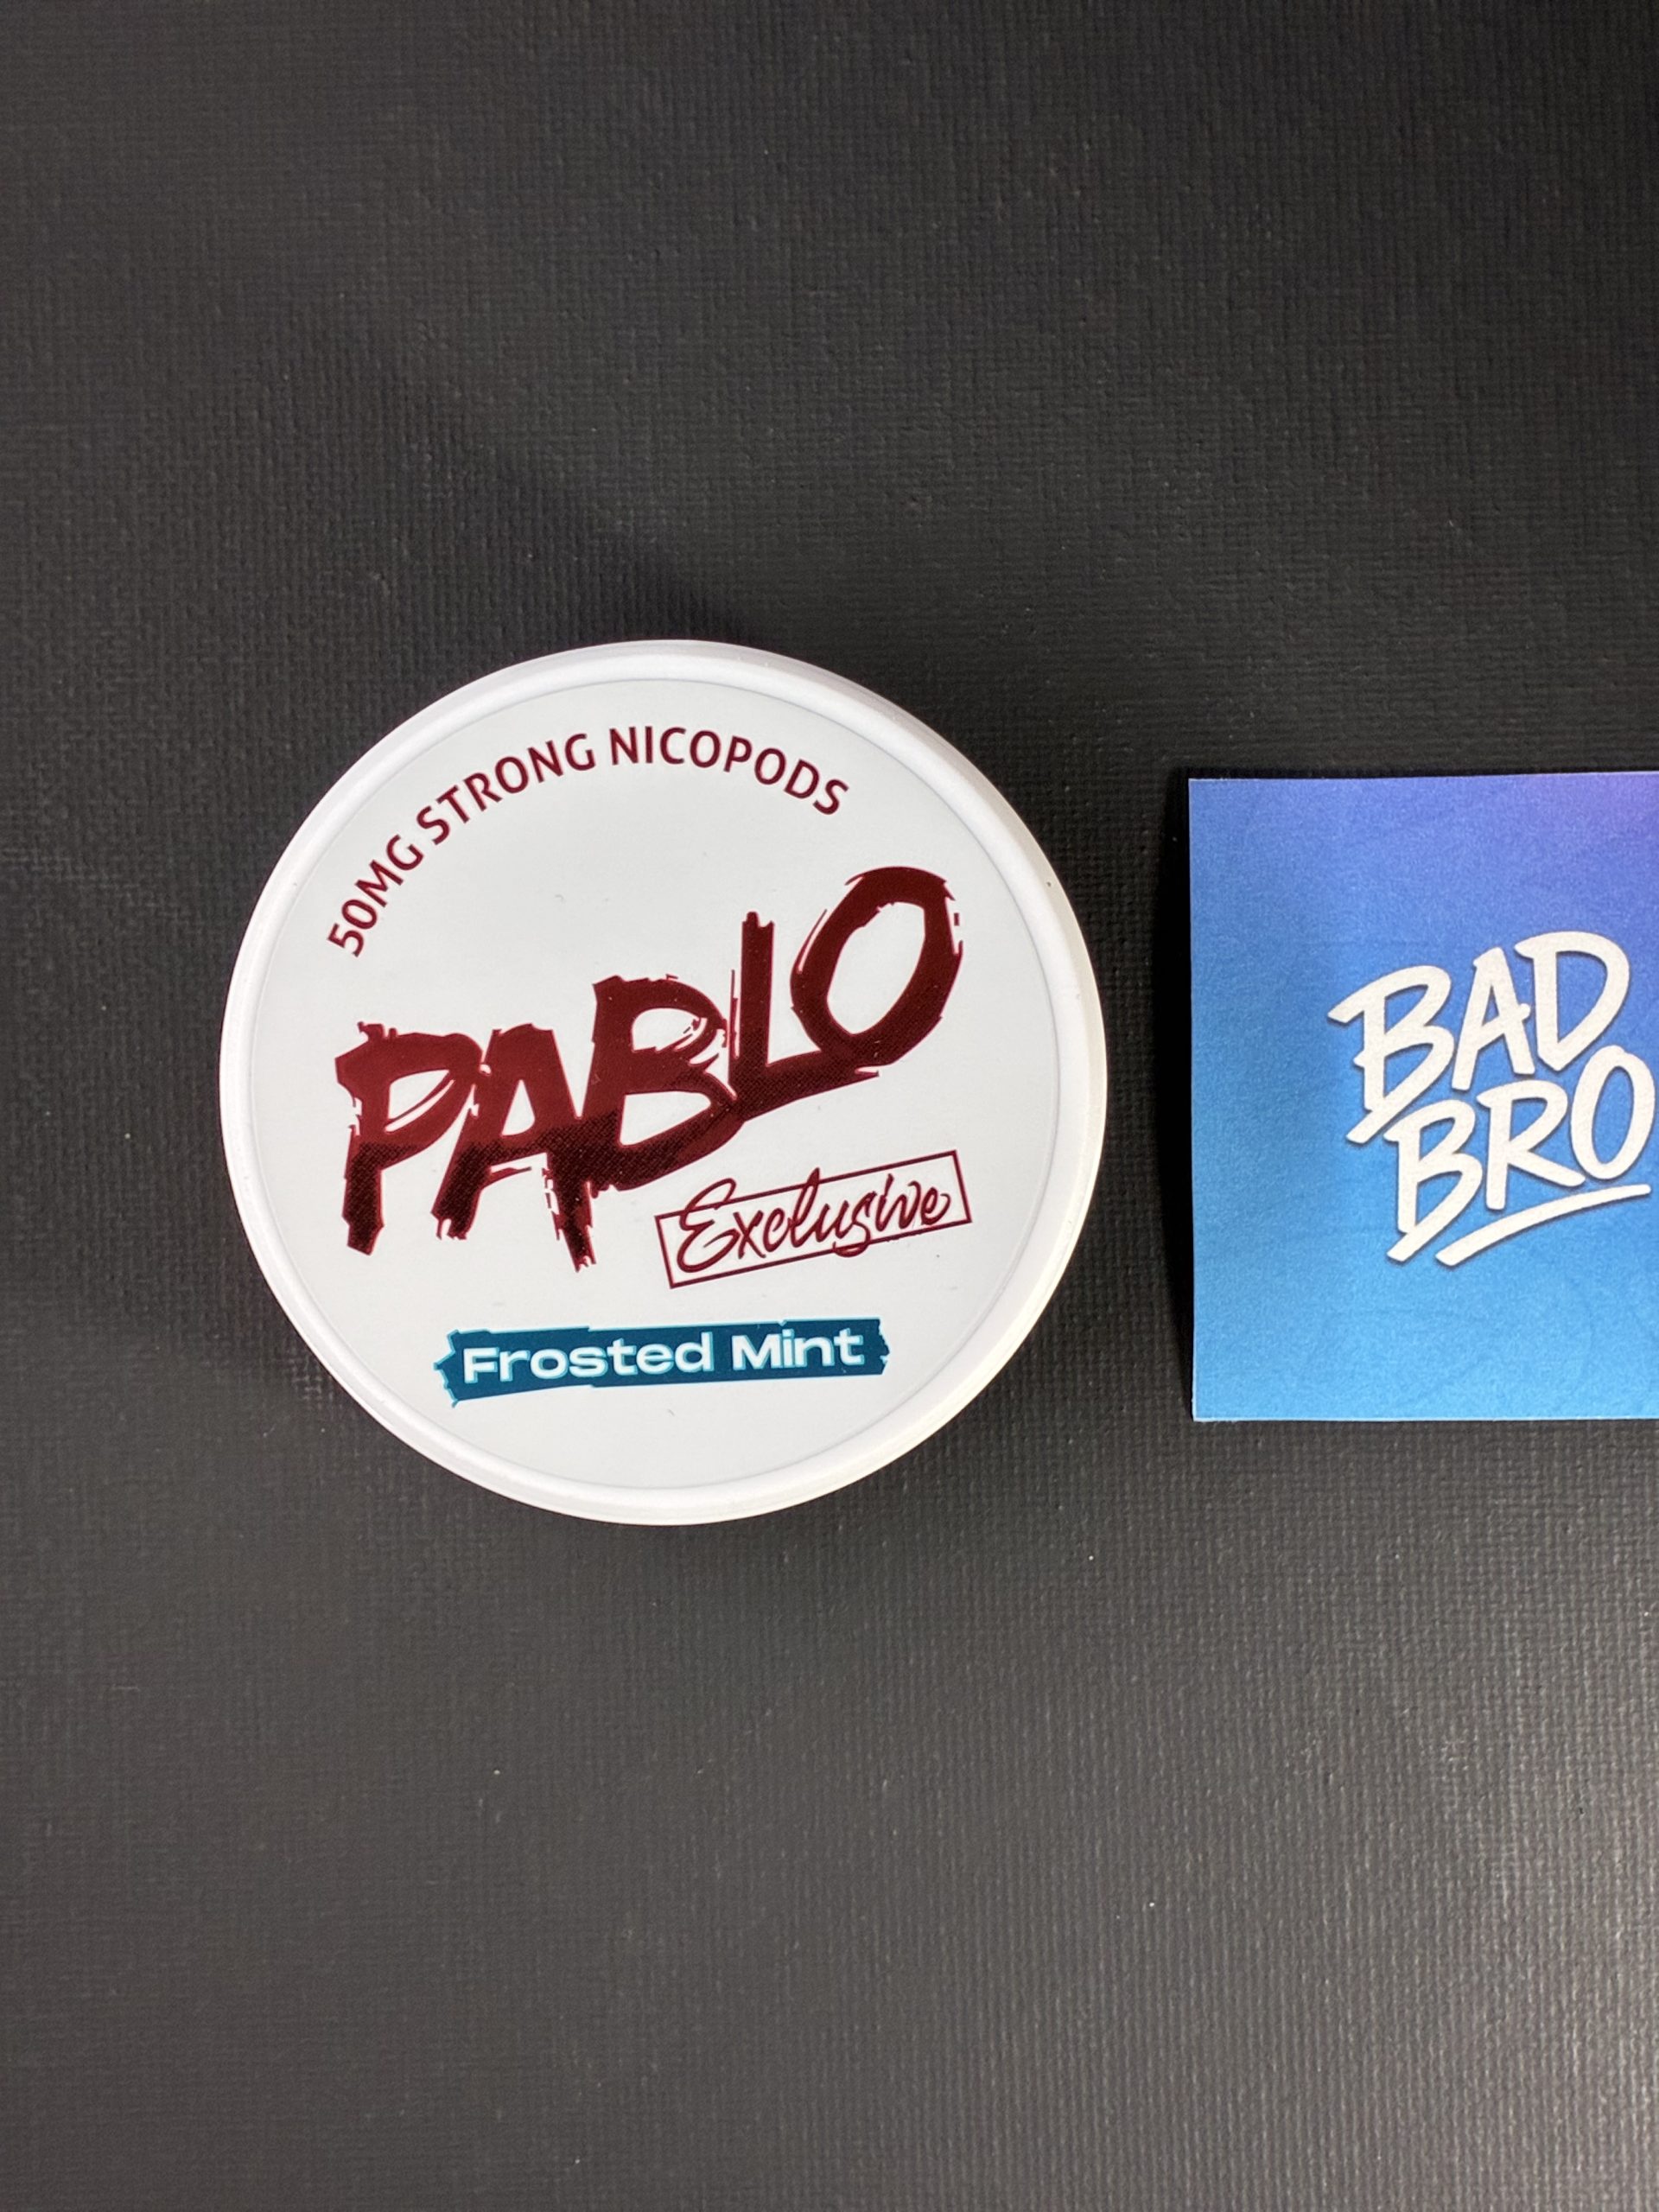 50MG STRONG NICOPODS
PABLO
Exclusive
Frosted Mint
BAD
BRO